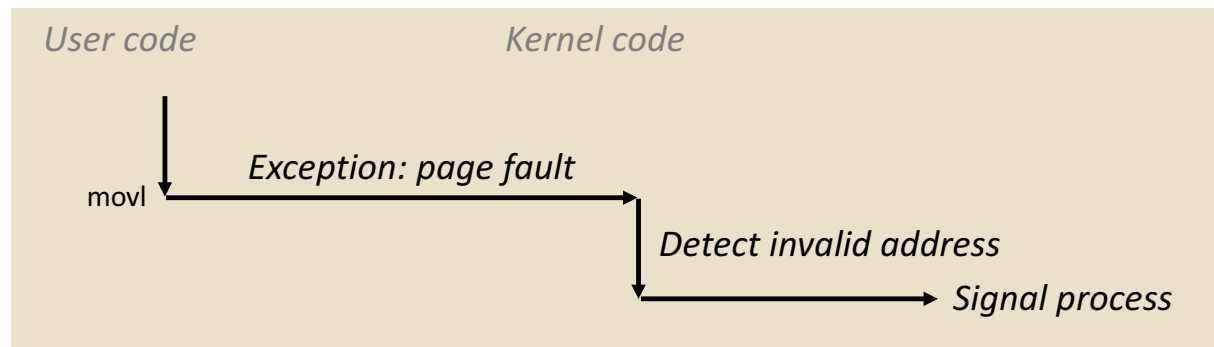 User code
Kernel code
Exception: page fault
movl
Detect invalid address
Signal process